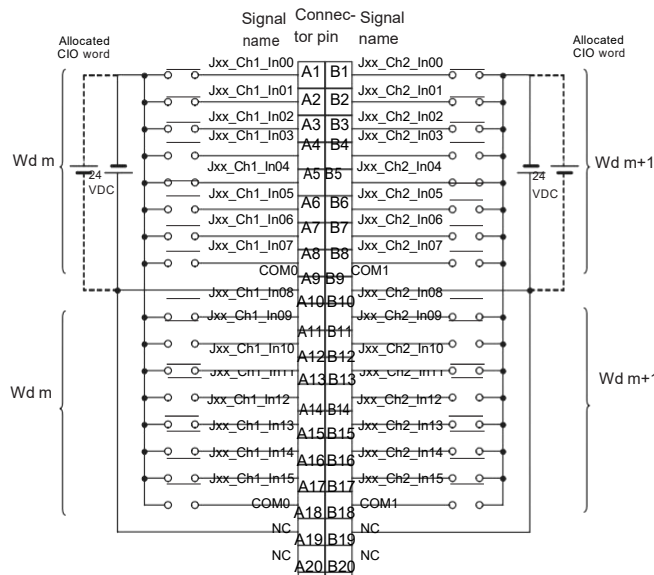 Signal name Connec-tor pin Signal name
Allocated CIO word
Allocated CIO word
Jxx_Ch1_In00 A1 B1 Jxx_Ch2_In00
Jxx_Ch1_In01 A2 B2 Jxx_Ch2_In01
Jxx_Ch1_In02 A3 B3 Jxx_Ch2_In02
Jxx_Ch1_In03 A4 B4 Jxx_Ch2_In03
Wd m Wd m+1
24 VDC 24 VDC
Jxx_Ch1_In04 A5 B5 Jxx_Ch2_In04
Jxx_Ch1_In05 A6 B6 Jxx_Ch2_In05
Jxx_Ch1_In06 A7 B7 Jxx_Ch2_In06
Jxx_Ch1_In07 A8 B8 Jxx_Ch2_In07
COM0 A9 B9 COM1
Jxx_Ch1_In08 A10 B10 Jxx_Ch2_In08
Jxx_Ch1_In09 A11 B11 Jxx_Ch2_In09
Jxx_Ch1_In10 A12 B12 Jxx_Ch2_In10
Wd m Jxx_Ch1_In11 A13 B13 Jxx_Ch2_In11 Wd m+1
Jxx_Ch1_In12 A14 B14 Jxx_Ch2_In12
Jxx_Ch1_In13 A15 B15 Jxx_Ch2_In13
Jxx_Ch1_In14 A16 B16 Jxx_Ch2_In14
Jxx_Ch1_In15 A17 B17 Jxx_Ch2_In15
COM0 A18 B18 COM1
NC A19 B19 NC
NC A20 B20 NC